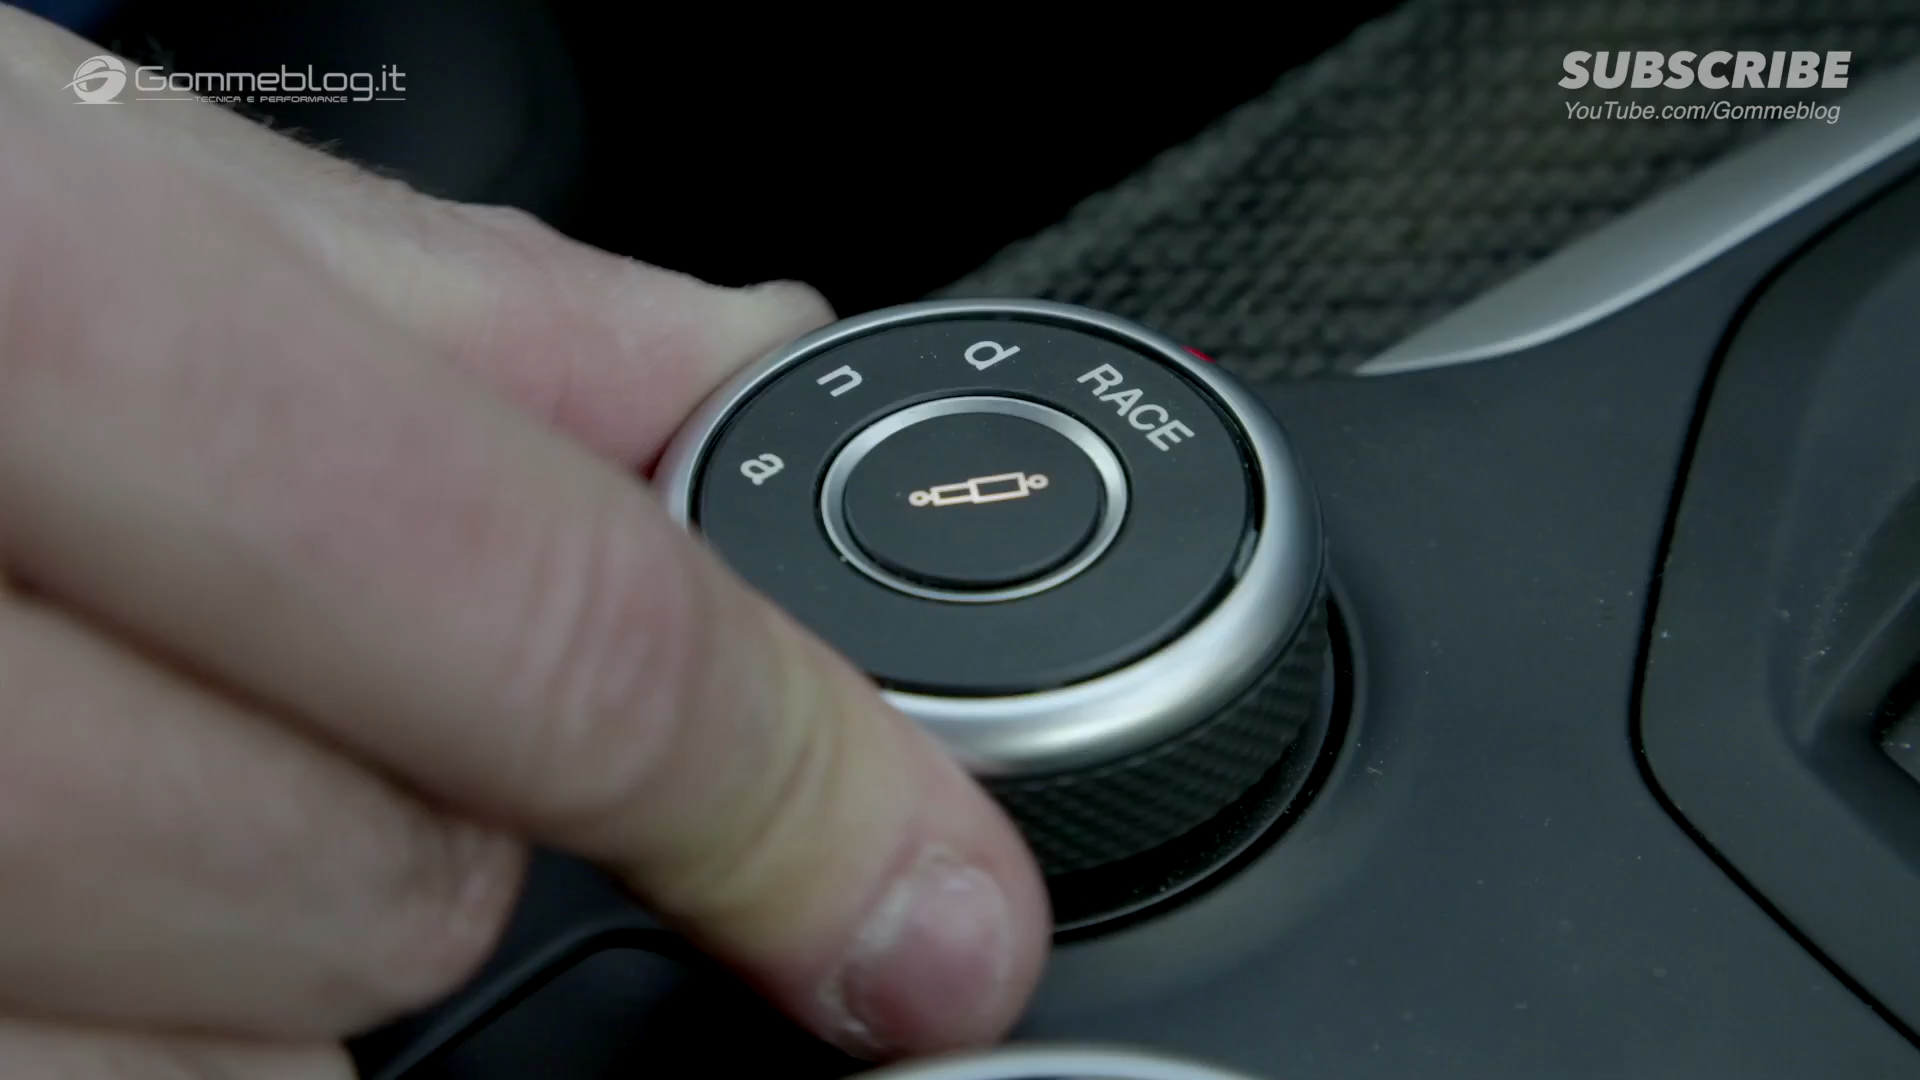 Gommeblog.it
TECNICA E PERFORMANCE
SUBSCRIBE
YouTube.com/Gommeblog
a
n
d
RACE